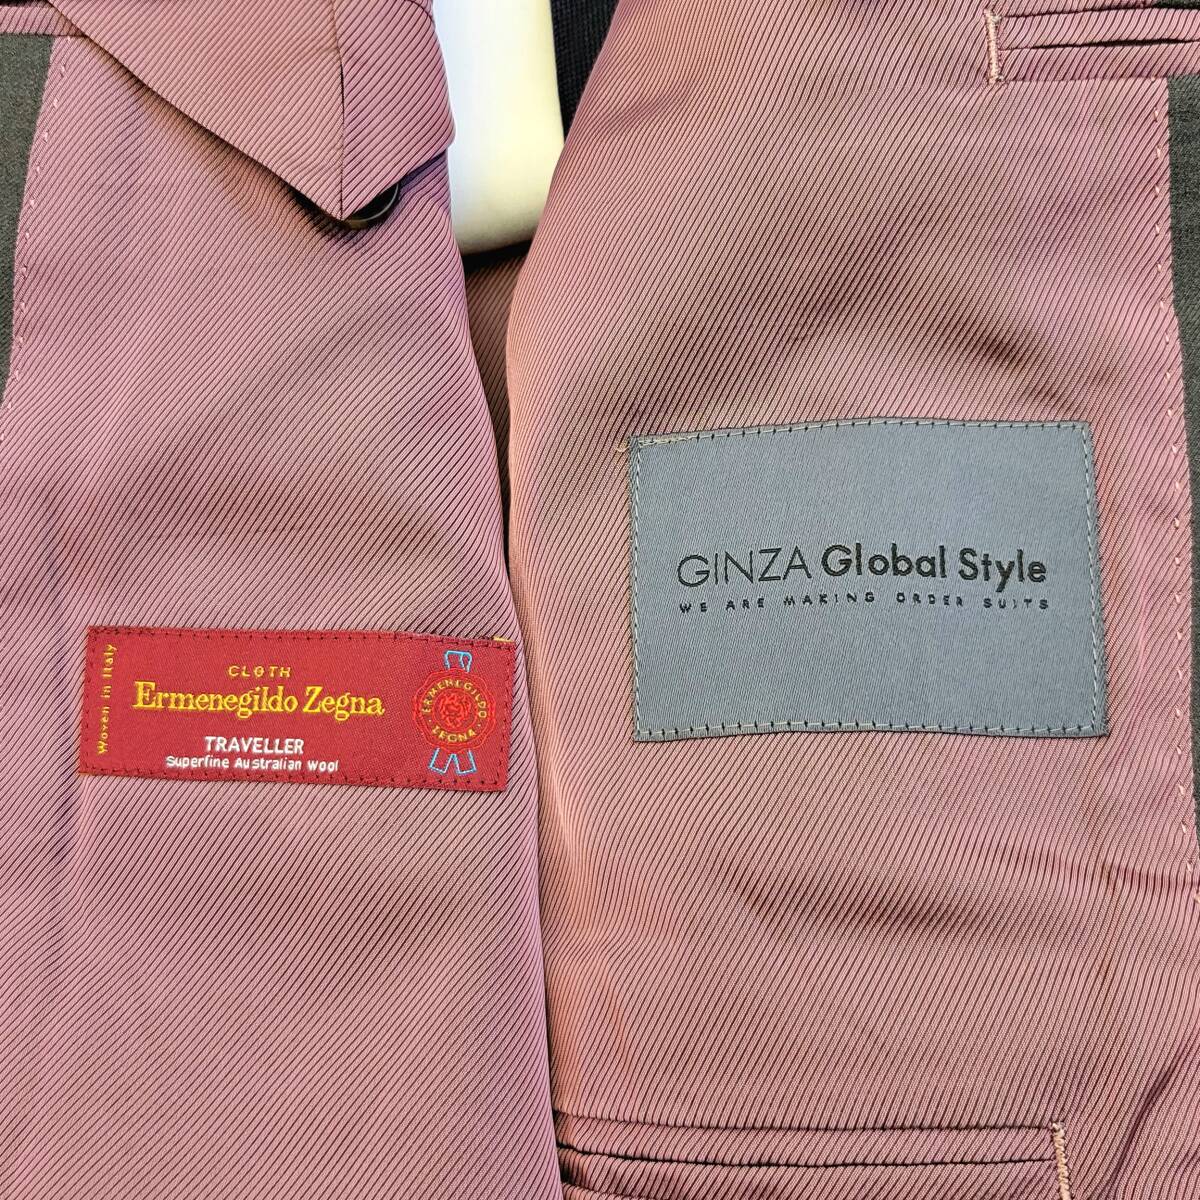 Woven in Italy
CLOTH
Ermenegildo Zegna
TRAVELLER
Superfine Australian Wool
ERMENEGILDO
ZEGNA
GINZA Global Style
WE ARE MAKING ORDER SUITS